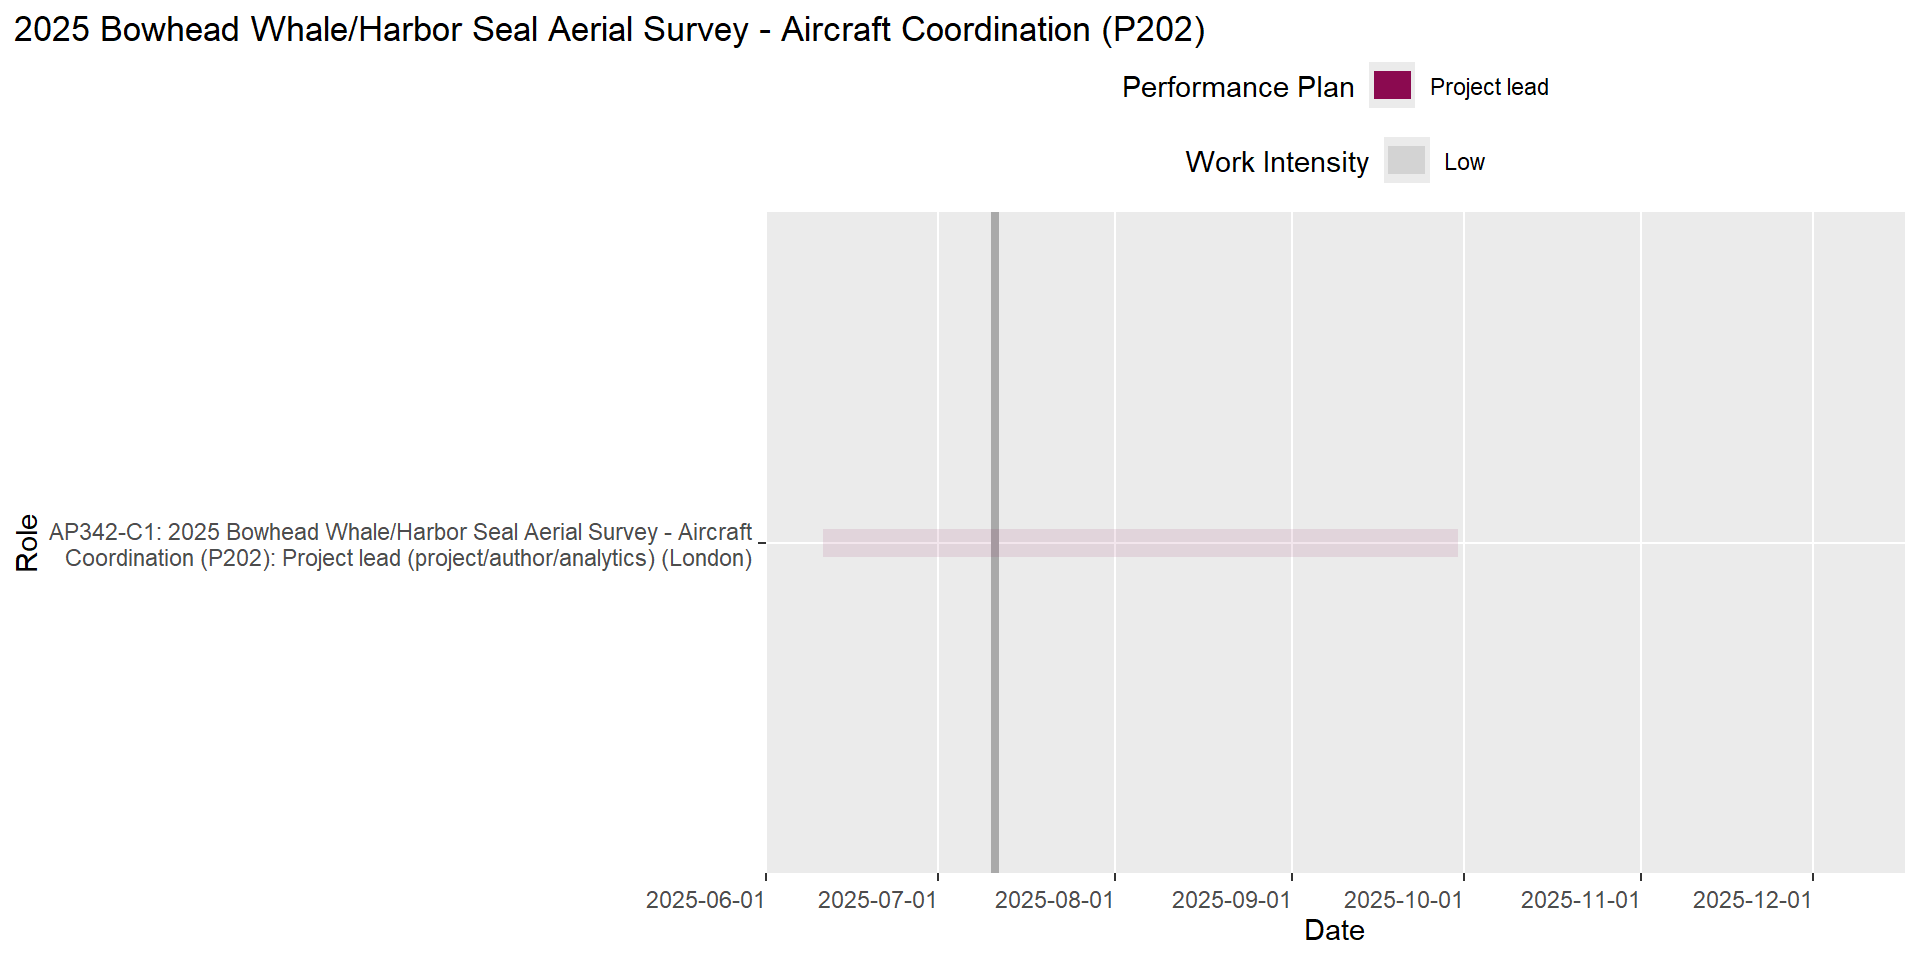 2025 Bowhead Whale/Harbor Seal Aerial Survey - Aircraft Coordination (P202)
Performance Plan
Project lead
Work Intensity
Low
Role
AP342-C1: 2025 Bowhead Whale/Harbor Seal Aerial Survey - Aircraft
Coordination (P202): Project lead (project/author/analytics) (London)
2025-06-01
2025-07-01
2025-08-01
2025-09-01
2025-10-01
2025-11-01
2025-12-01
Date